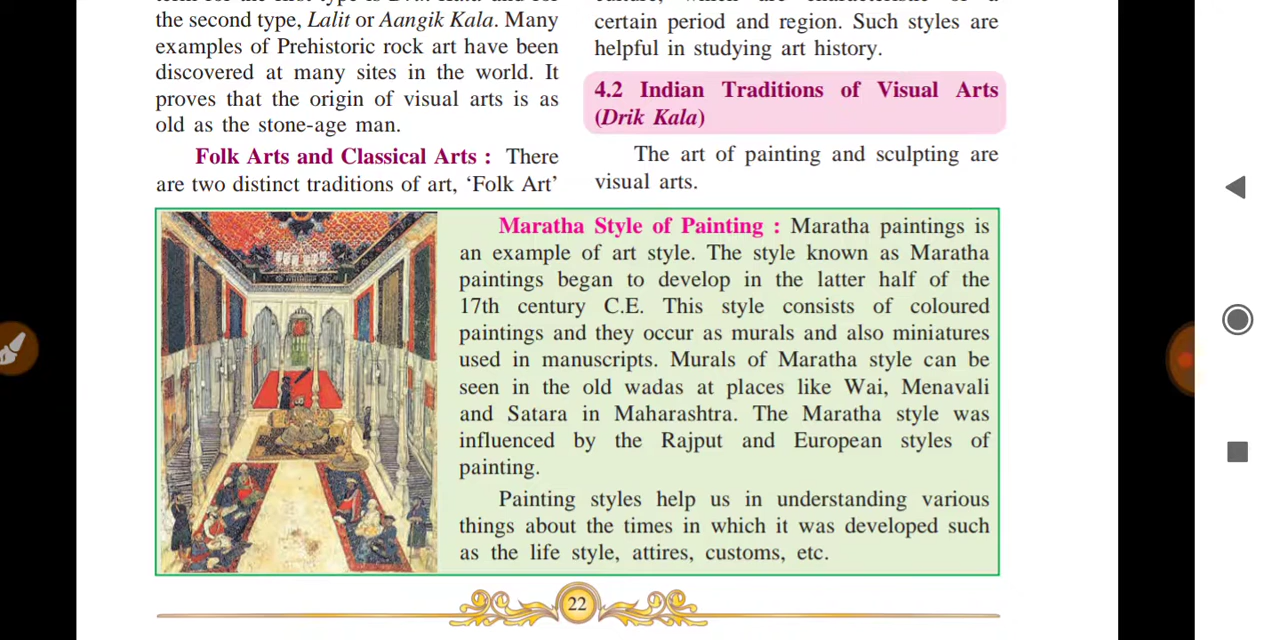 the second type, Lalit or Aangik Kala. Many
examples of Prehistoric rock art have been
discovered at many sites in the world. It
proves that the origin of visual arts is as
old as the stone-age man.
Folk Arts and Classical Arts : There
are two distinct traditions of art, ‘Folk Art’
certain period and region. Such styles are
helpful in studying art history.
4.2 Indian Traditions of Visual Arts
(Drik Kala)
The art of painting and sculpting are
visual arts.
Maratha Style of Painting : Maratha paintings is
an example of art style. The style known as Maratha
paintings began to develop in the latter half of the
17th century C.E. This style consists of coloured
paintings and they occur as murals and also miniatures
used in manuscripts. Murals of Maratha style can be
seen in the old wadas at places like Wai, Menavali
and Satara in Maharashtra. The Maratha style was
influenced by the Rajput and European styles of
painting.
Painting styles help us in understanding various
things about the times in which it was developed such
as the life style, attires, customs, etc.
22